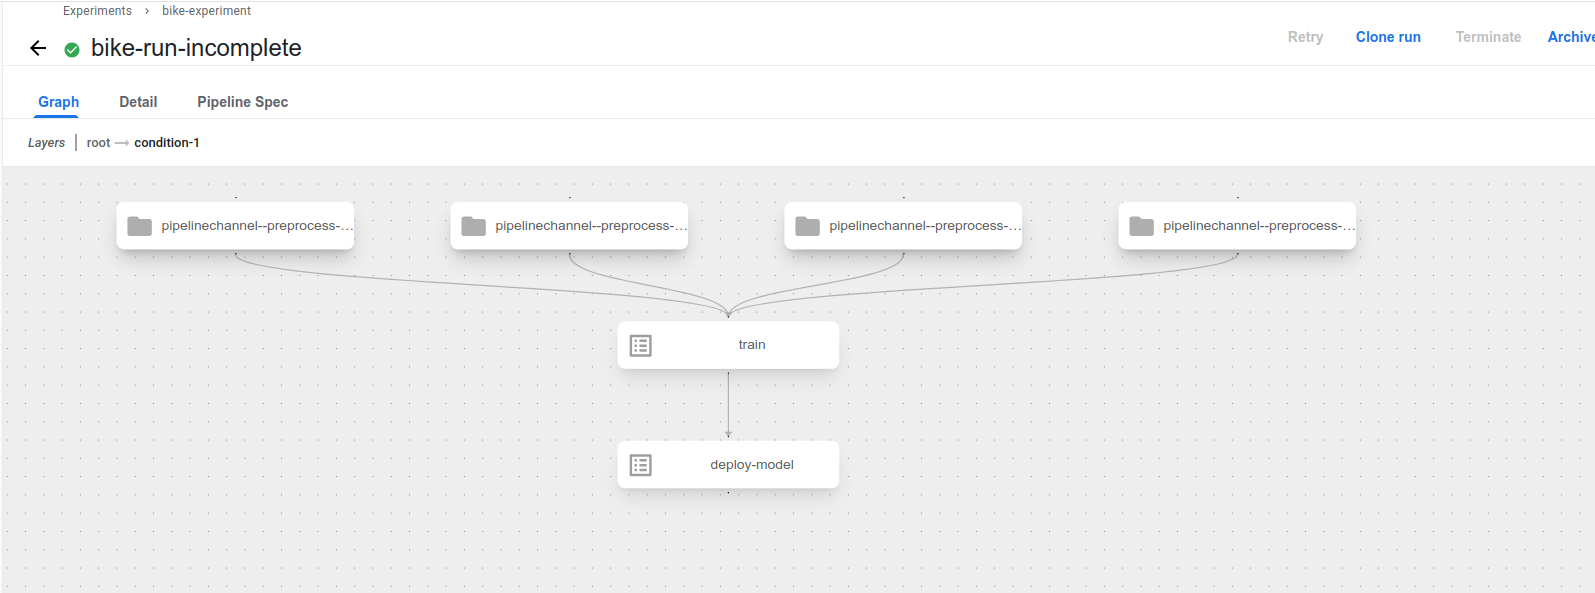 Experiments > bike-experiment
bike-run-incomplete
Retry Clone run Terminate Archive
Graph Detail Pipeline Spec
Layers root → condition-1
pipelinechannel--preprocess-... pipelinechannel--preprocess-... pipelinechannel--preprocess-... pipelinechannel--preprocess-...
train
deploy-model